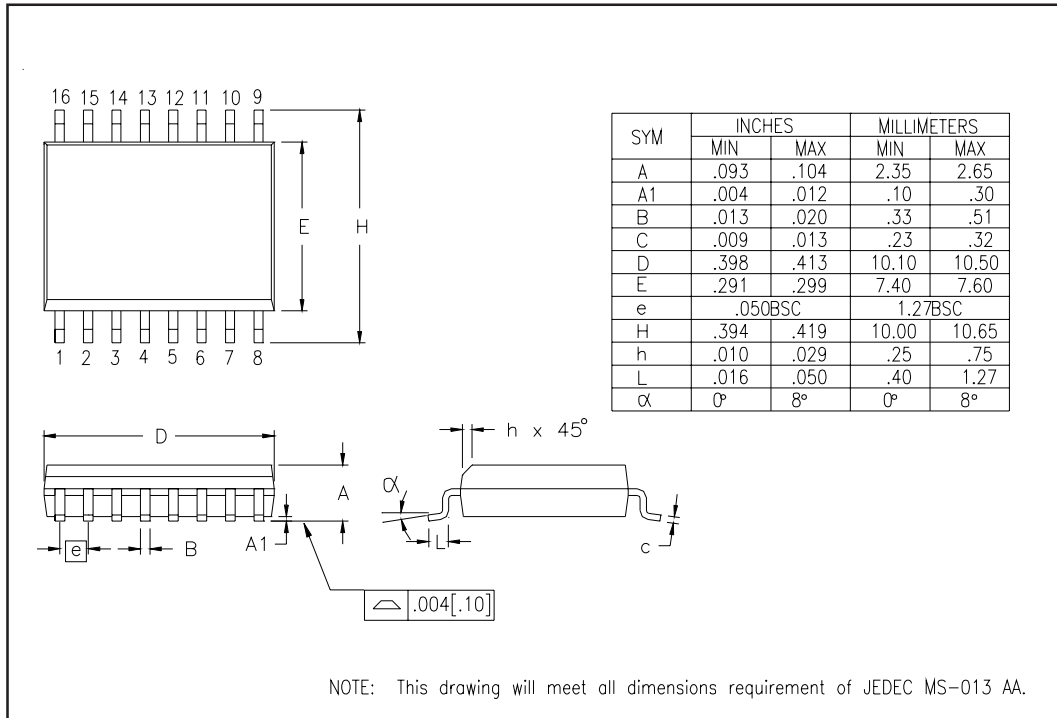 16 15 14 13 12 11 10 9
E
H
1 2 3 4 5 6 7 8
SYM INCHES MILLIMETERS
MIN MAX MIN MAX
A .093 .104 2.35 2.65
A1 .004 .012 .10 .30
B .013 .020 .33 .51
C .009 .013 .23 .32
D .398 .413 10.10 10.50
E .291 .299 7.40 7.60
e .050BSC 1.27BSC
H .394 .419 10.00 10.65
h .010 .029 .25 .75
L .016 .050 .40 1.27
α 0° 8° 0° 8°
D
h x 45°
A
α
A1
e
B
L
c
.004[.10]
NOTE: This drawing will meet all dimensions requirement of JEDEC MS-013 AA.